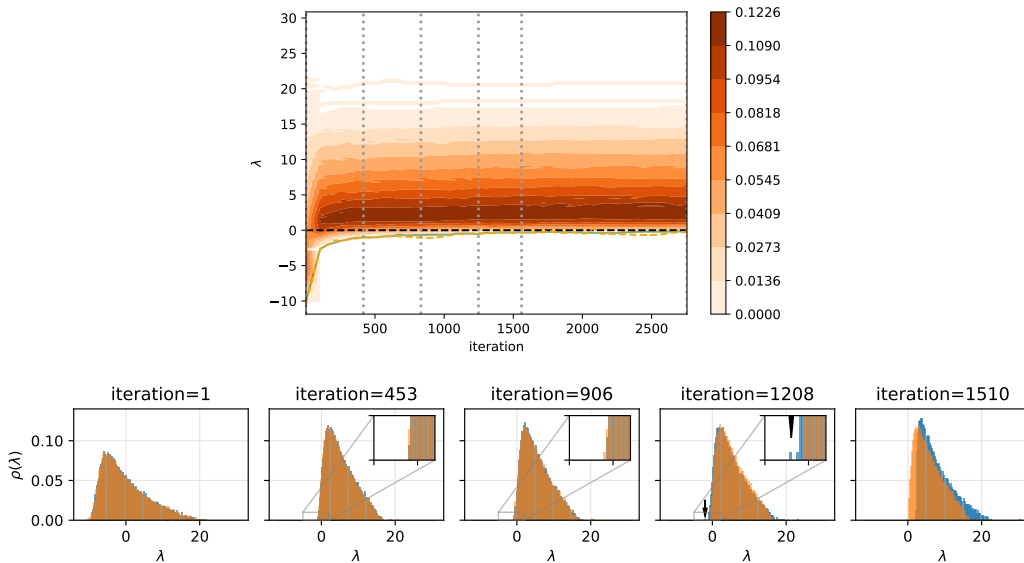 30
25
20
15
10
5
0
−5
−10
λ
500
1000
1500
2000
2500
iteration
0.1226
0.1090
0.0954
0.0818
0.0681
0.0545
0.0409
0.0273
0.0136
0.0000
iteration=1
iteration=453
iteration=906
iteration=1208
iteration=1510
ρ(λ)
0.10
0.05
0.00
0 20
0 20
0 20
0 20
0 20
λ
λ
λ
λ
λ